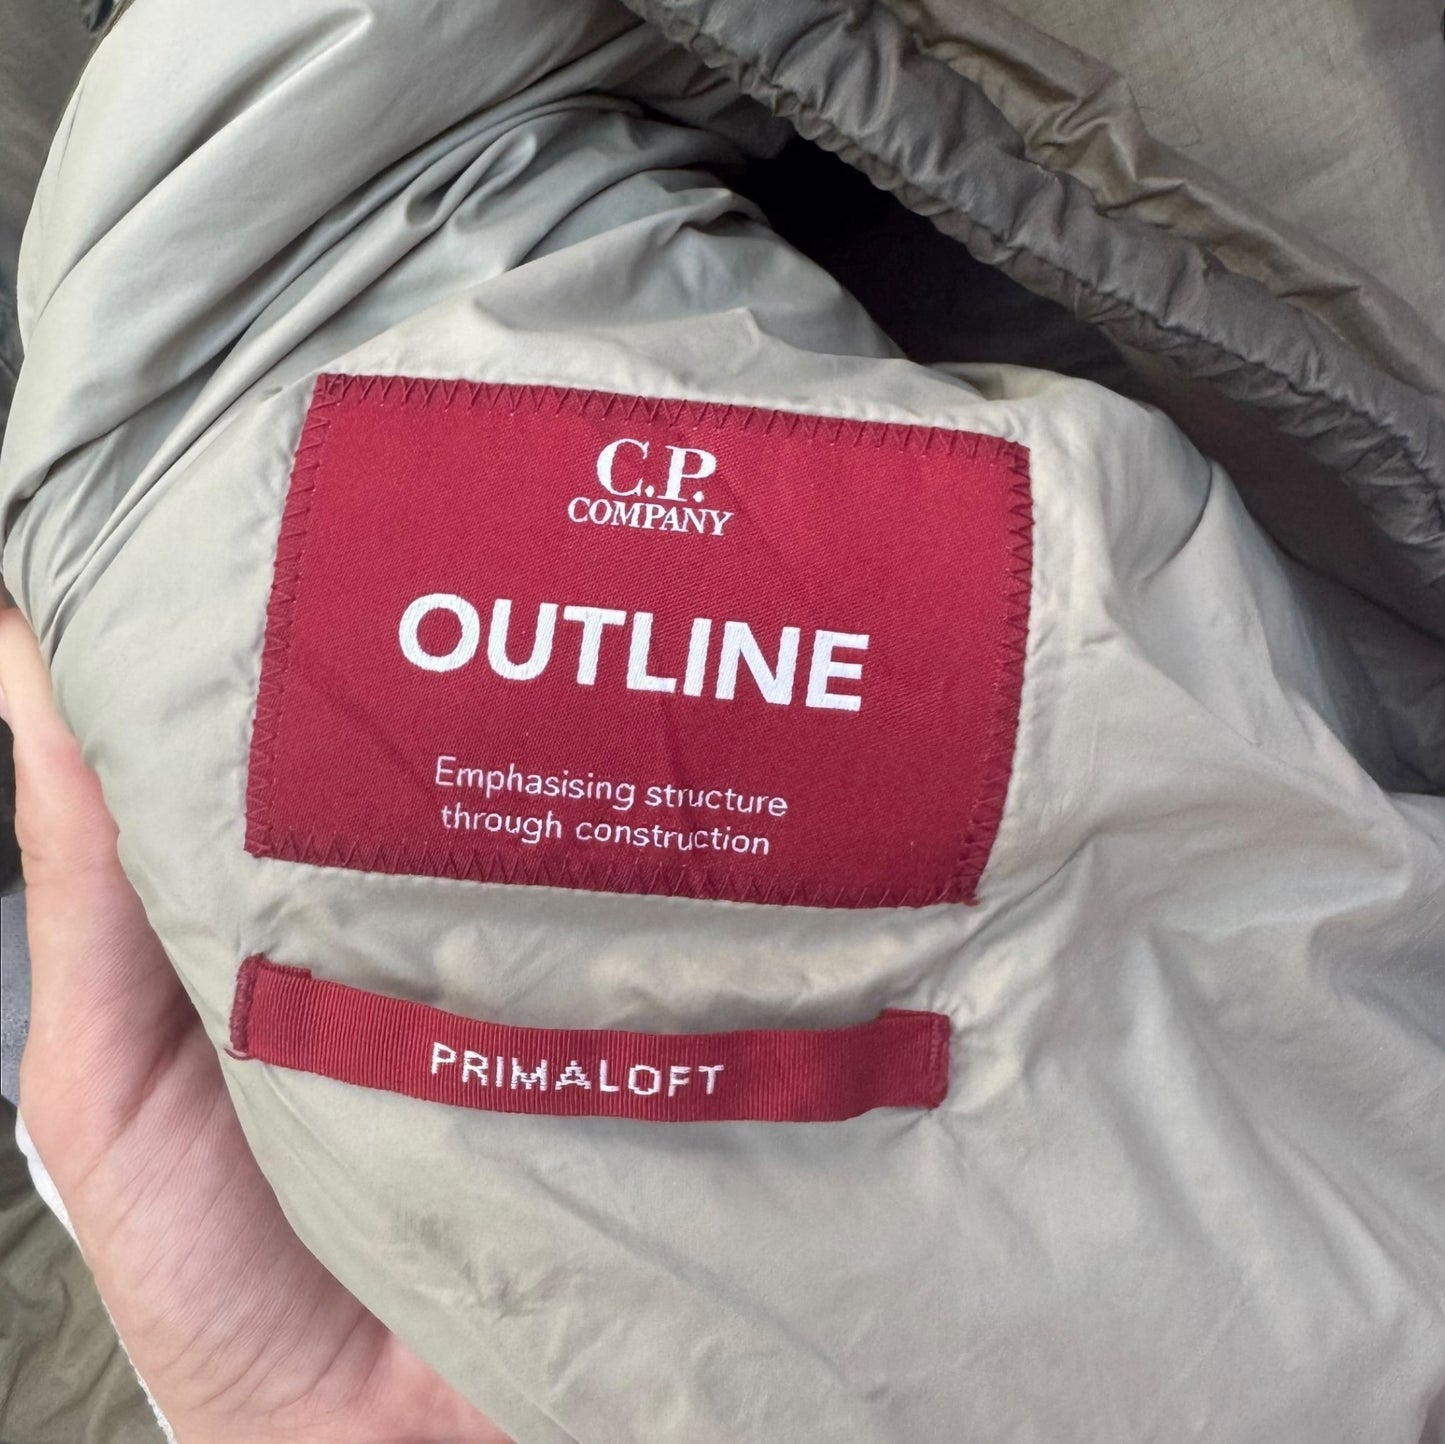 C.P.
COMPANY
OUTLINE
Emphasising structure
through construction
PRIMALOFT